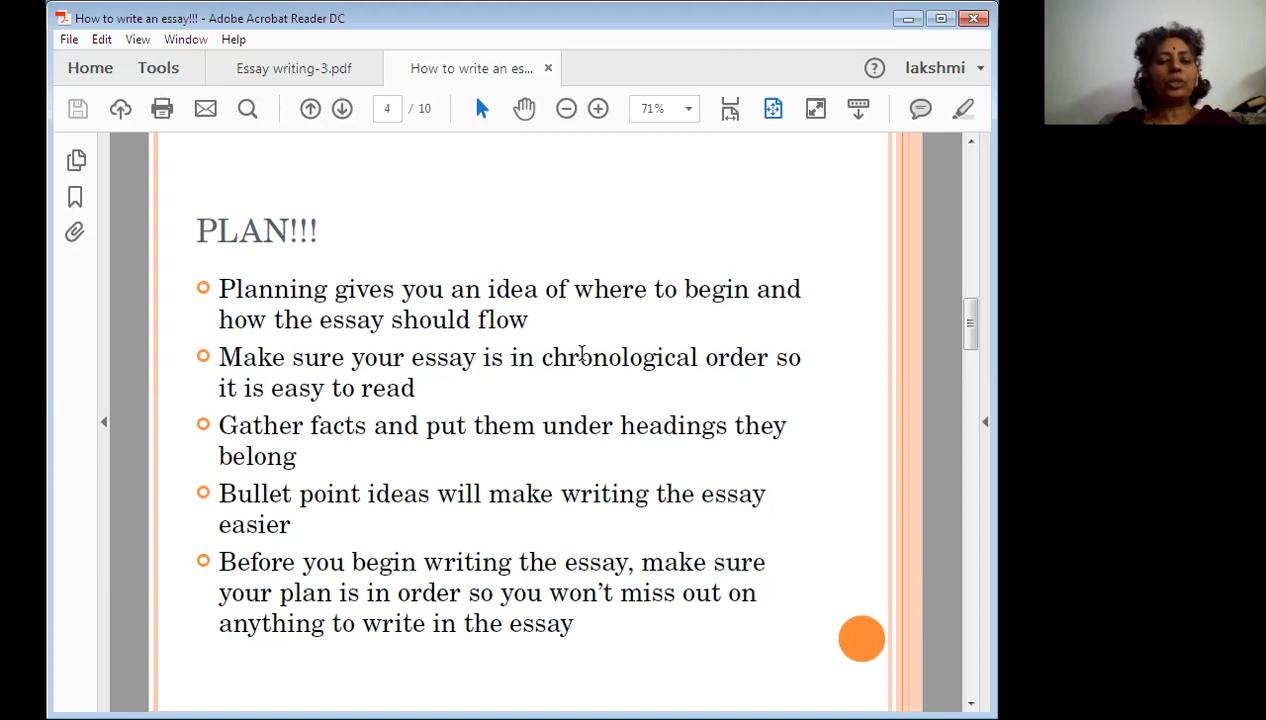 How to write an essay!!! - Adobe Acrobat Reader DC
File Edit View Window Help
Home Tools Essay writing-3.pdf How to write an es... × lakshmi
4 / 10 71%
PLAN!!!
Planning gives you an idea of where to begin and
how the essay should flow
Make sure your essay is in chronological order so
it is easy to read
Gather facts and put them under headings they
belong
Bullet point ideas will make writing the essay
easier
Before you begin writing the essay, make sure
your plan is in order so you won’t miss out on
anything to write in the essay